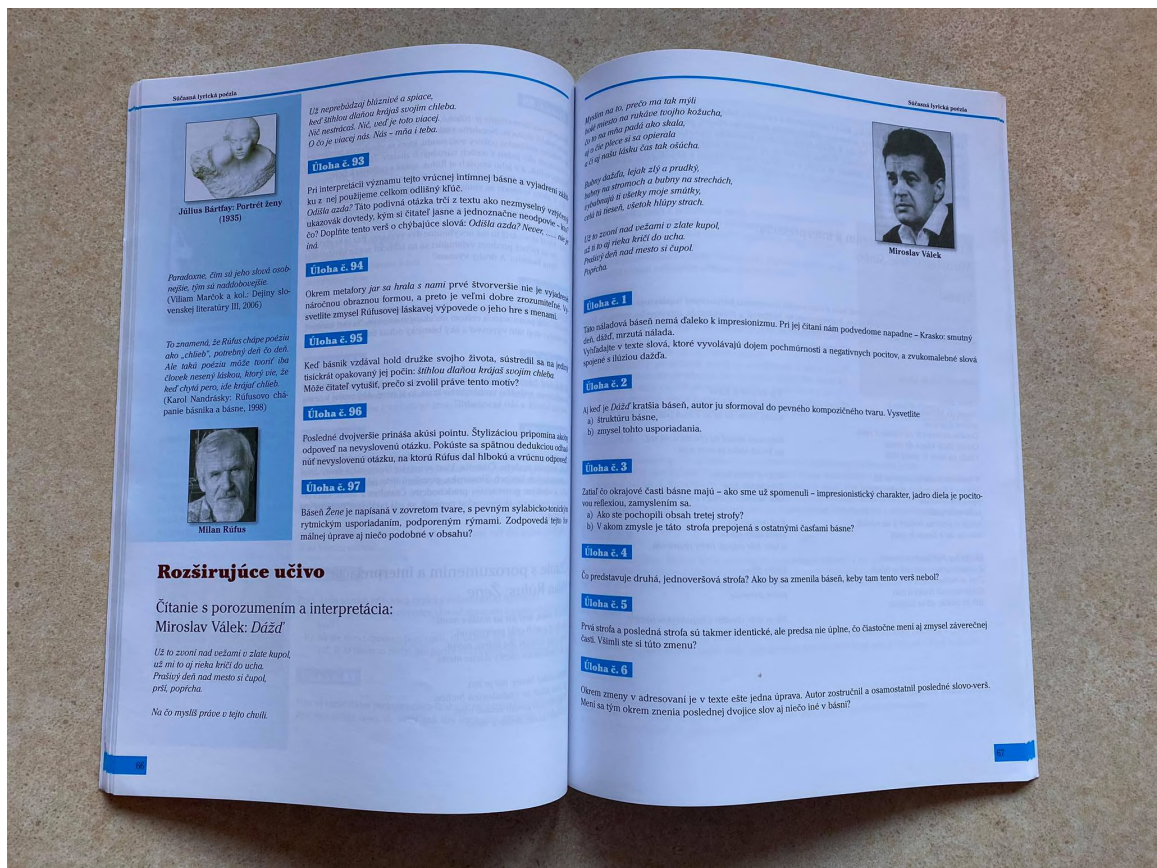 Súčasná lyrická poézia
Július Bártfay: Portrét ženy
(1935)
Paradoxne, čím sú jeho slová osob-
nejšie, tým sú naddobovejšie.
(Viliam Marčok a kol.: Dejiny slo-
venskej literatúry III, 2006)
To znamená, že Rúfus chápe poéziu
ako „chlieb", potrebný deň čo deň.
Ale takú poéziu môže tvoriť iba
človek nesený láskou, ktorý vie, že
keď chytá pero, ide krájať chlieb.
(Karol Nandrásky: Rúfusovo chá-
panie básnika a básne, 1998)
Milan Rúfus
Už neprebúdzaj bláznivé a spiace,
keď štíhlou dlaňou krájaš svojim chleba.
Nič nestrácaš. Nič, veď je toto viacej.
O čo je viacej nás. Nás – mňa i teba.
Úloha č. 93
Pri interpretácii významu tejto vrúcnej intímnej básne a vyjadrení
ku z nej použijeme celkom odlišný kľúč.
Odišla azda? Táto podivná otázka trčí z textu ako nezmyselný vztýčený
ukazovák dovtedy, kým si čitateľ jasne a jednoznačne neodpovie –
čo? Doplňte tento verš o chýbajúce slová: Odišla azda? Never, ...... nie je
iná.
Úloha č. 94
Okrem metafory jar sa hrala s nami prvé štvorveršie nie je vyjadrené
náročnou obraznou formou, a preto je veľmi dobre zrozumiteľné. Vy-
svetlite zmysel Rúfusovej láskavej výpovede o jeho hre s menami.
Úloha č. 95
Keď básnik vzdával hold družke svojho života, sústredil sa na jediný
tisíckrát opakovaný jej počin: štíhlou dlaňou krájaš svojim chleba.
Môže čitateľ vytušiť, prečo si zvolil práve tento motív?
Úloha č. 96
Posledné dvojveršie prináša akúsi pointu. Štylizáciou pripomína akoby
odpoveď na nevyslovenú otázku. Pokúste sa spätnou dedukciou odhad-
núť nevyslovenú otázku, na ktorú Rúfus dal hlbokú a vrúcnu odpoveď.
Úloha č. 97
Báseň Žene je napísaná v zovretom tvare, s pevným sylabicko-tonickým
rytmickým usporiadaním, podporeným rýmami. Zodpovedá tejto for-
málnej úprave aj niečo podobné v obsahu?
Rozširujúce učivo
Čítanie s porozumením a interpretácia:
Miroslav Válek: Dážď
Už to zvoní nad vežami v zlate kupol,
už mi to aj rieka kričí do ucha.
Prašivý deň nad mesto si čupol,
prší, popŕcha.
Na čo myslíš práve v tejto chvíli.
66
Súčasná lyrická poézia
Myslím na to, prečo ma tak mýli
holé miesto na rukáve tvojho kožucha,
čo to na mňa padá ako skala,
aj o čie plece si sa opierala
a či aj našu lásku čas tak ošúcha.
Bubny dažďa, lejak zlý a prudký,
bubny na stromoch a bubny na strechách,
vybubnajú ti všetky moje smútky,
celú tú tieseň, všetok hlúpy strach.
Už to zvoní nad vežami v zlate kupol,
už ti to aj rieka kričí do ucha.
Prašivý deň nad mesto si čupol.
Popŕcha.
Miroslav Válek
Úloha č. 1
Táto náladová báseň nemá ďaleko k impresionizmu. Pri jej čítaní nám podvedome napadne – Krasko: smutný
deň, dážď, mrzutá nálada.
Vyhľadajte v texte slová, ktoré vyvolávajú dojem pochmúrnosti a negatívnych pocitov, a zvukomalebné slová
spojené s ilúziou dažďa.
Úloha č. 2
Aj keď je Dážď kratšia báseň, autor ju sformoval do pevného kompozičného tvaru. Vysvetlite
a) štruktúru básne,
b) zmysel tohto usporiadania.
Úloha č. 3
Zatiaľ čo okrajové časti básne majú – ako sme už spomenuli – impresionistický charakter, jadro diela je pocito-
vou reflexiou, zamyslením sa.
a) Ako ste pochopili obsah tretej strofy?
b) V akom zmysle je táto strofa prepojená s ostatnými časťami básne?
Úloha č. 4
Čo predstavuje druhá, jednoveršová strofa? Ako by sa zmenila báseň, keby tam tento verš nebol?
Úloha č. 5
Prvá strofa a posledná strofa sú takmer identické, ale predsa nie úplne, čo čiastočne mení aj zmysel záverečnej
časti. Všimli ste si túto zmenu?
Úloha č. 6
Okrem zmeny v adresovaní je v texte ešte jedna úprava. Autor zostručnil a osamostatnil posledné slovo-verš.
Mení sa tým okrem znenia poslednej dvojice slov aj niečo iné v básni?
67